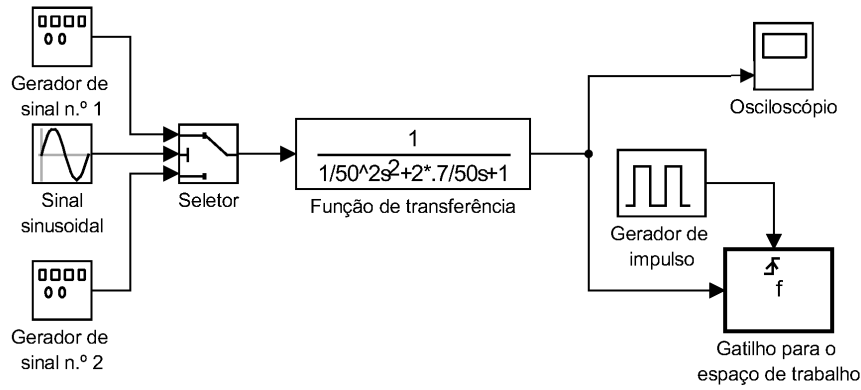 Gerador de
sinal n.º 1
Sinal
sinusoidal
Gerador de
sinal n.º 2
Seletor
1
1/50^2s2+2*.7/50s+1
Função de transferência
Osciloscópio
Gerador de
impulso
f
Gatilho para o
espaço de trabalho